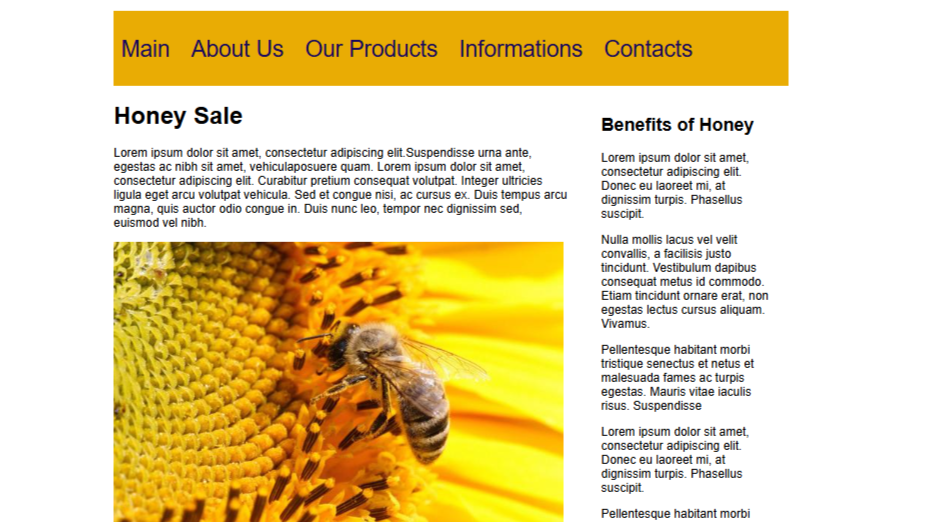 Main About Us Our Products Informations Contacts
Honey Sale
Lorem ipsum dolor sit amet, consectetur adipiscing elit.Suspendisse urna ante,
egestas ac nibh sit amet, vehiculaposuere quam. Lorem ipsum dolor sit amet,
consectetur adipiscing elit. Curabitur pretium consequat volutpat. Integer ultricies
ligula eget arcu volutpat vehicula. Sed et congue nisi, ac cursus ex. Duis tempus arcu
magna, quis auctor odio congue in. Duis nunc leo, tempor nec dignissim sed,
euismod vel nibh.
Benefits of Honey
Lorem ipsum dolor sit amet,
consectetur adipiscing elit.
Donec eu laoreet mi, at
dignissim turpis. Phasellus
suscipit.
Nulla mollis lacus vel velit
convallis, a facilisis justo
tincidunt. Vestibulum dapibus
consequat metus id commodo.
Etiam tincidunt ornare erat, non
egestas lectus cursus aliquam.
Vivamus.
Pellentesque habitant morbi
tristique senectus et netus et
malesuada fames ac turpis
egestas. Mauris vitae iaculis
risus. Suspendisse
Lorem ipsum dolor sit amet,
consectetur adipiscing elit.
Donec eu laoreet mi, at
dignissim turpis. Phasellus
suscipit.
Pellentesque habitant morbi